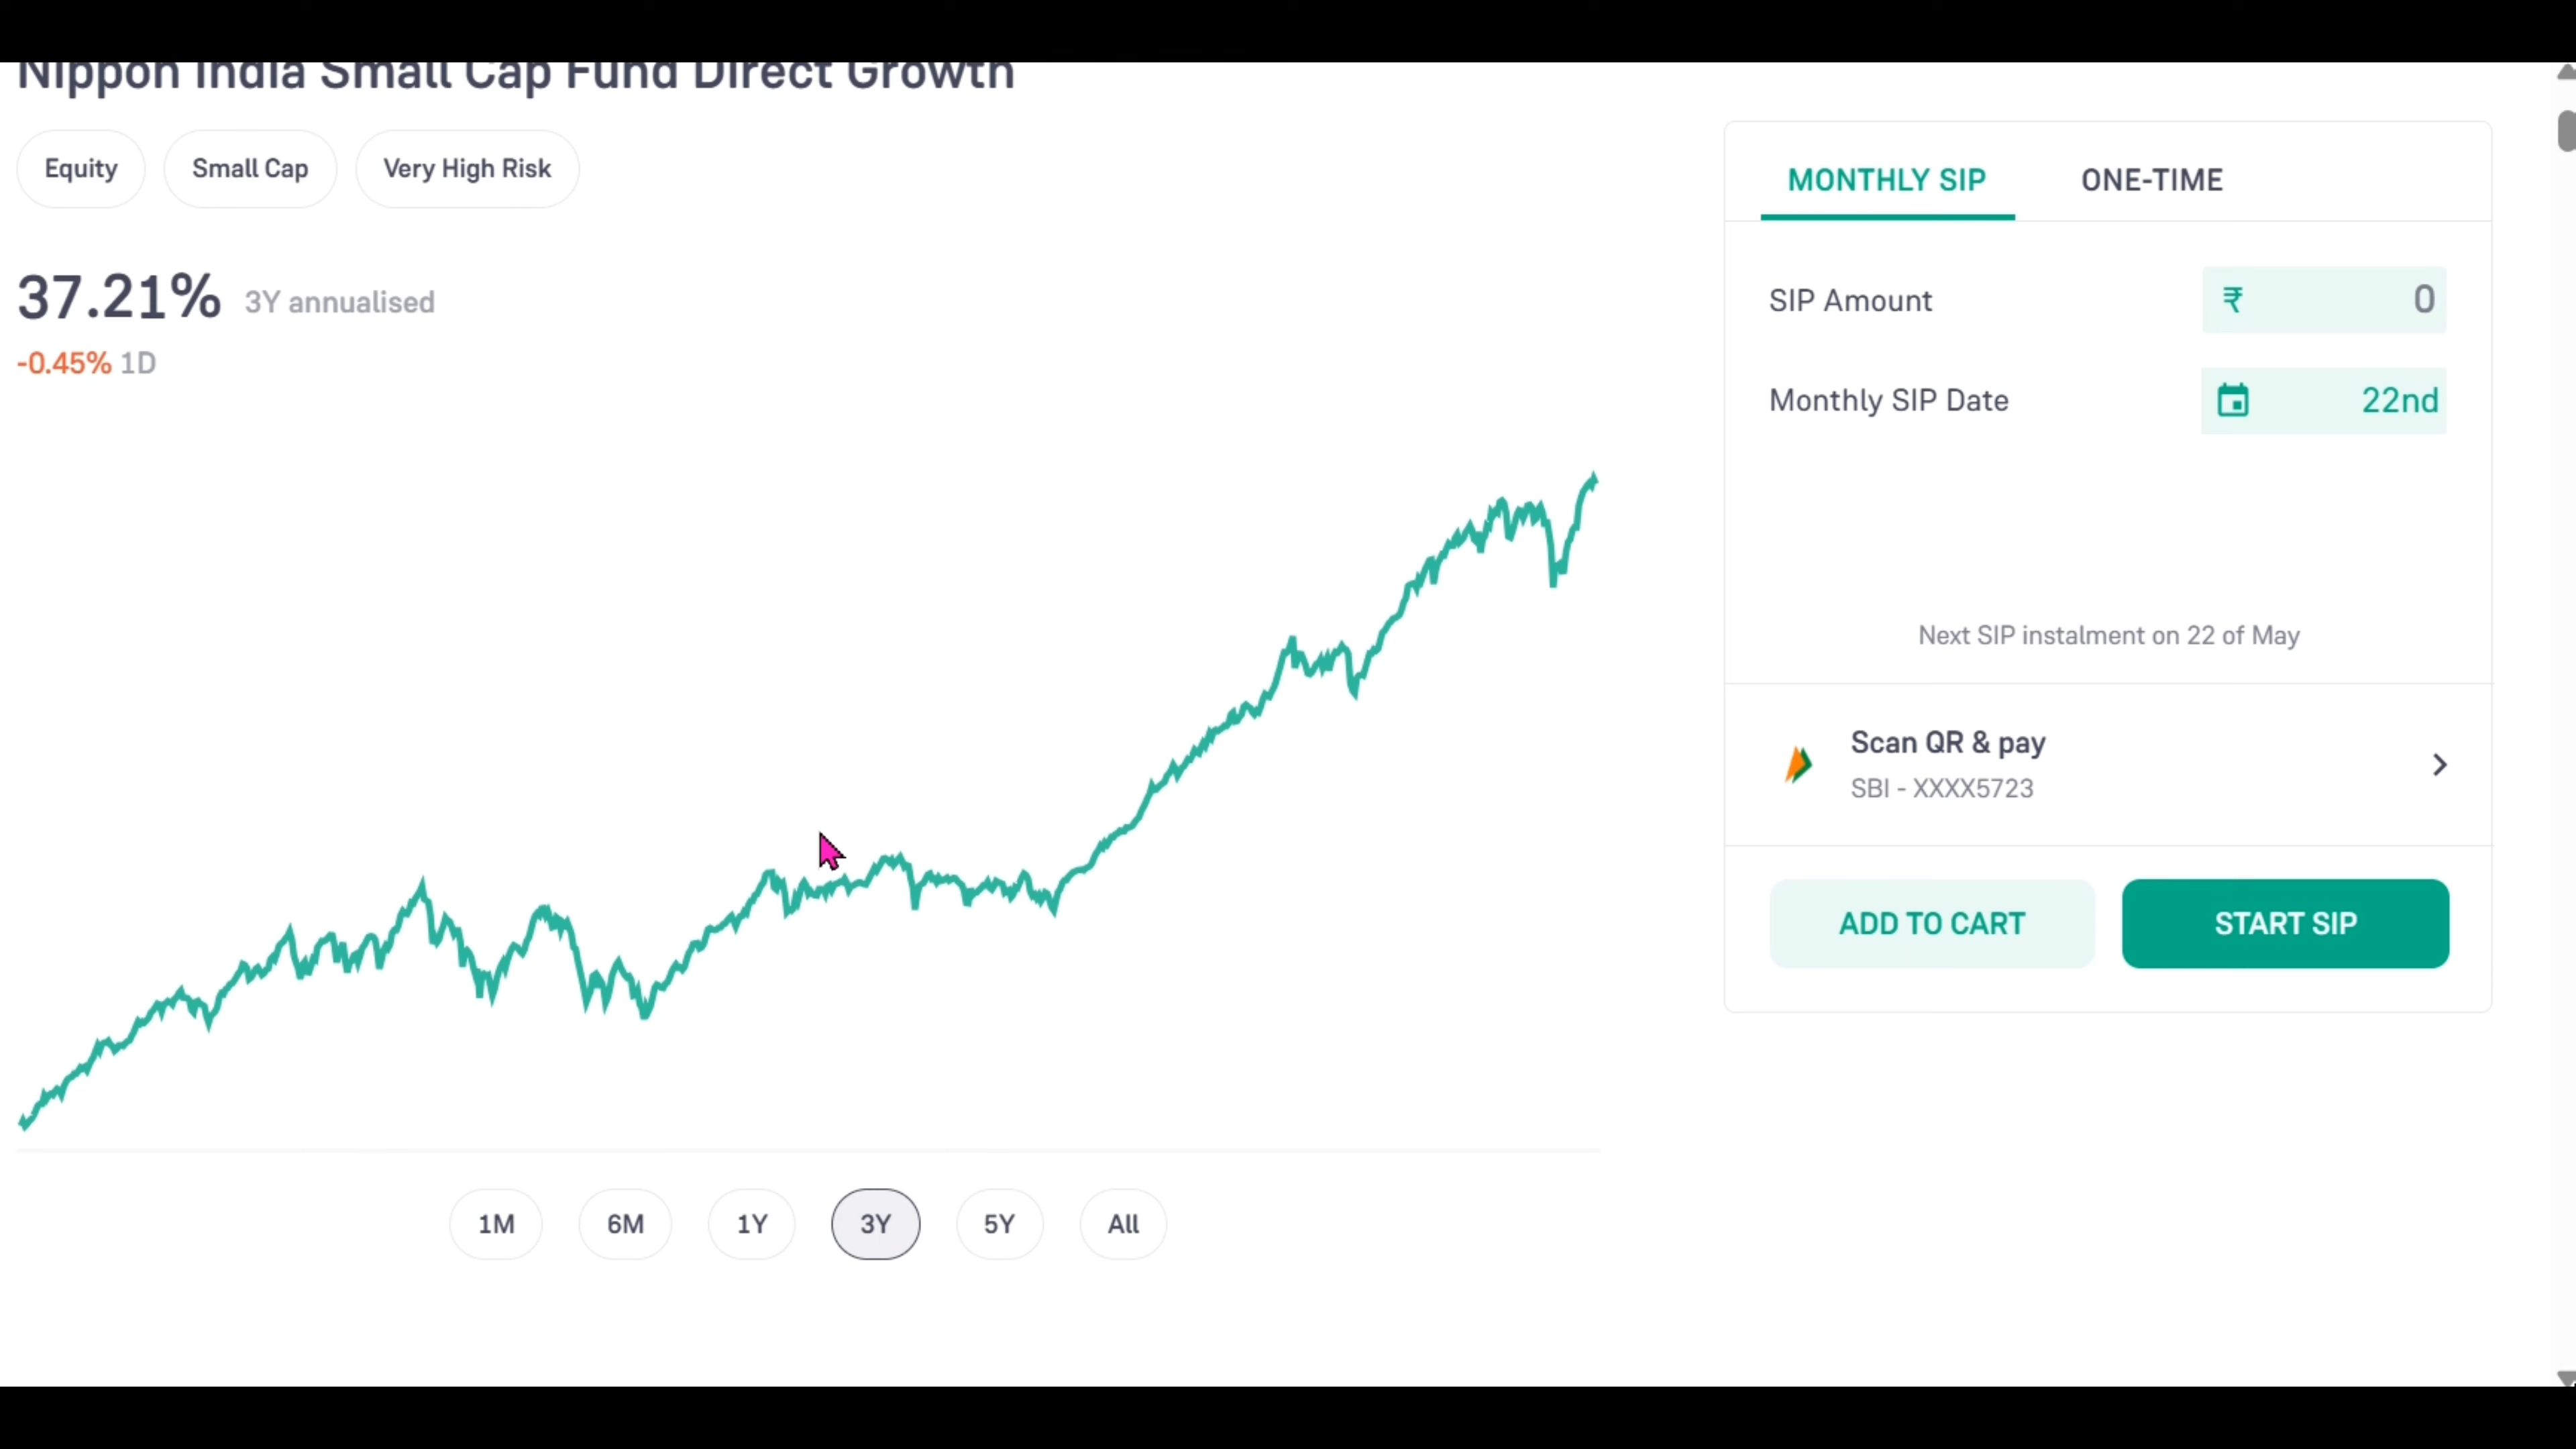 Nippon India Small Cap Fund Direct Growth
Equity
Small Cap
Very High Risk
37.21% 3Y annualised
-0.45% 1D
MONTHLY SIP
ONE-TIME
SIP Amount
₹ 0
Monthly SIP Date
22nd
Next SIP instalment on 22 of May
Scan QR & pay
SBI - XXXX5723
ADD TO CART
START SIP
1M
6M
1Y
3Y
5Y
All